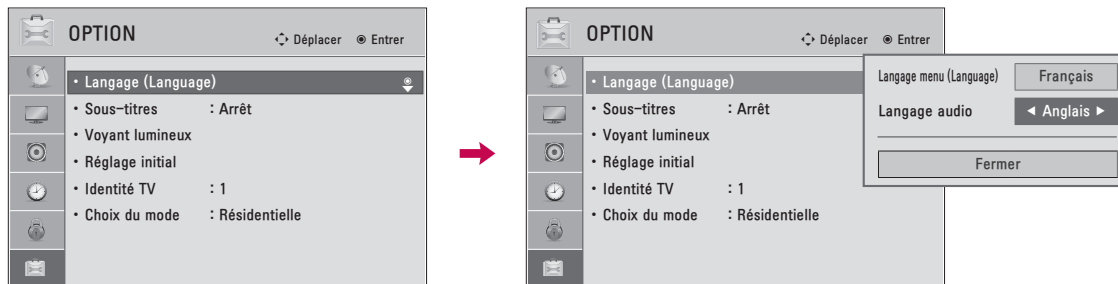 OPTION
Déplacer Entrer
• Langage (Language)
• Sous-titres : Arrêt
• Voyant lumineux
• Réglage initial
• Identité TV : 1
• Choix du mode : Résidentielle
OPTION
Déplacer Entrer
• Langage (Language)
• Sous-titres : Arrêt
• Voyant lumineux
• Réglage initial
• Identité TV : 1
• Choix du mode : Résidentielle
Langage menu (Language) Français
Langage audio ◄ Anglais ►
Fermer